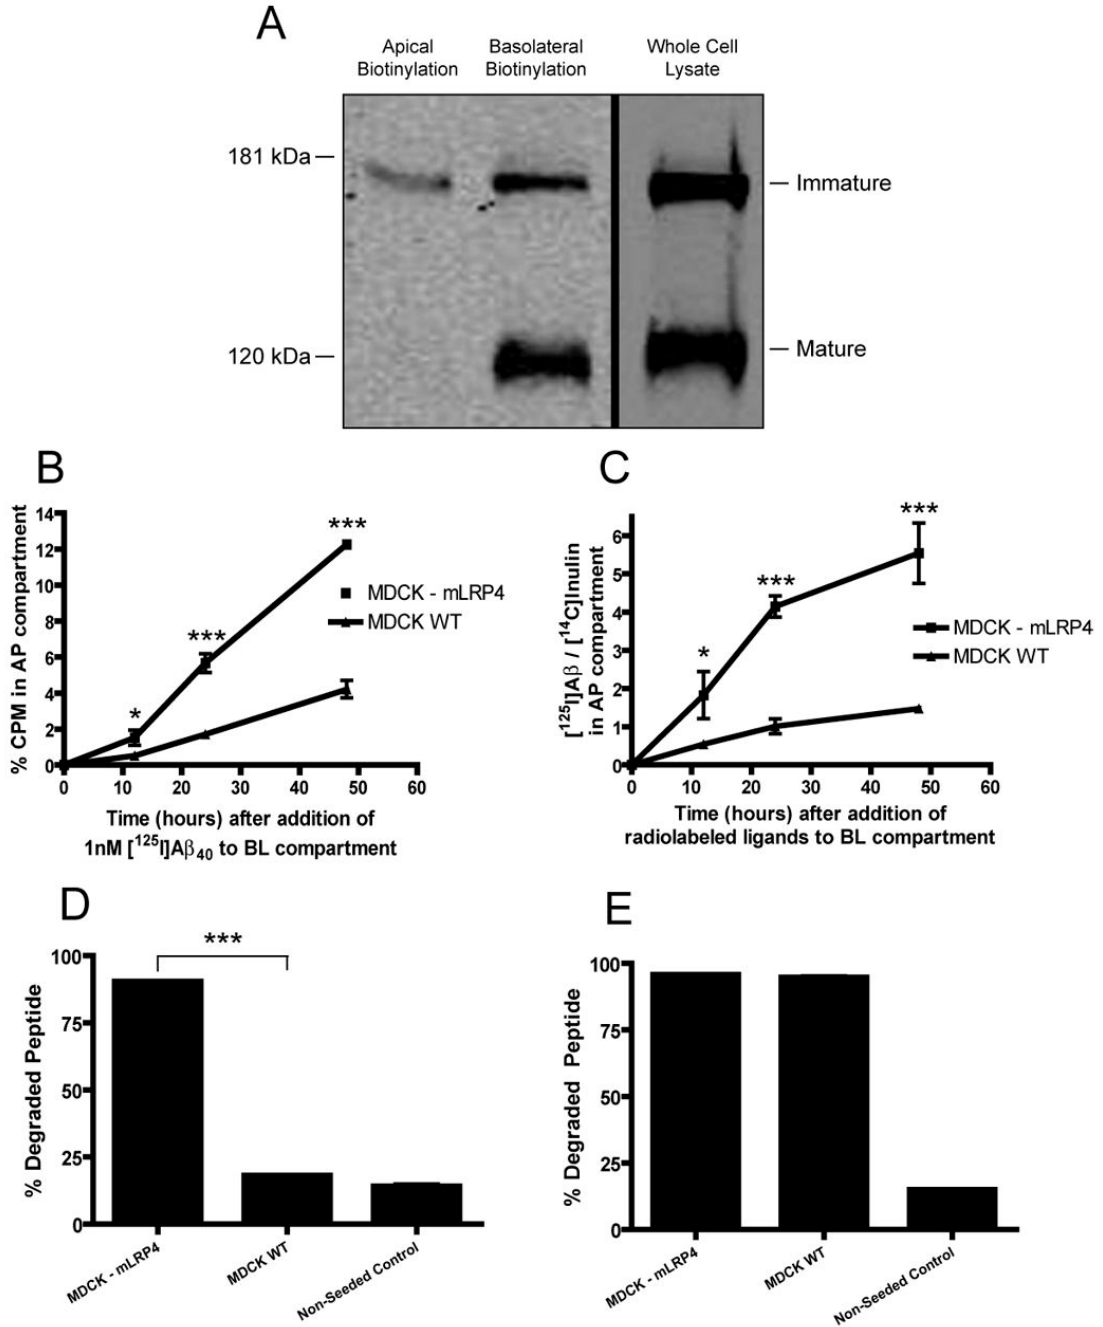 A
Apical
Biotinylation
Basolateral
Biotinylation
Whole Cell
Lysate
181 kDa
Immature
120 kDa
Mature
B
% CPM in AP compartment
14
12
10
8
6
4
2
0
*
***
***
MDCK - mLRP4
MDCK WT
0 10 20 30 40 50 60
Time (hours) after addition of
1nM [¹²⁵I]Aβ₄₀ to BL compartment
C
[¹²⁵I]Aβ / [¹⁴C]Inulin
in AP compartment
6
5
4
3
2
1
0
*
***
***
MDCK - mLRP4
MDCK WT
0 10 20 30 40 50 60
Time (hours) after addition of
radiolabeled ligands to BL compartment
D
% Degraded Peptide
100
75
50
25
0
***
MDCK - mLRP4
MDCK WT
Non-Seeded Control
E
% Degraded Peptide
100
75
50
25
0
MDCK - mLRP4
MDCK WT
Non-Seeded Control